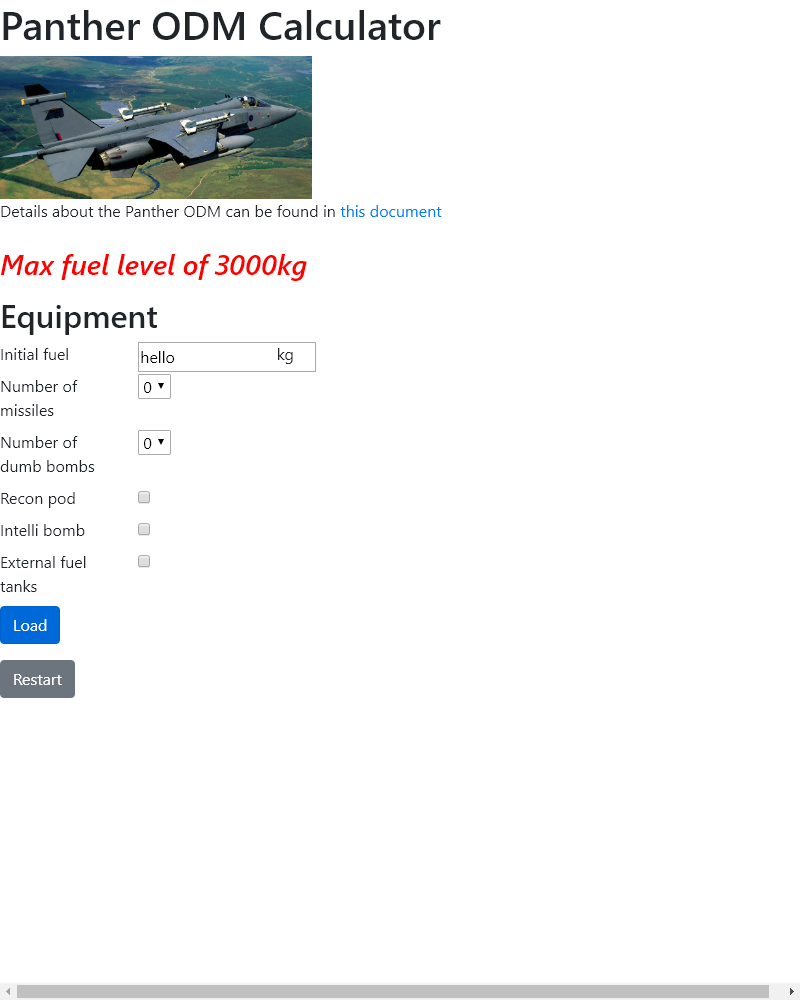 Panther ODM Calculator
Details about the Panther ODM can be found in this document
Max fuel level of 3000kg
Equipment
Initial fuel hello kg
Number of 0
missiles
Number of 0
dumb bombs
Recon pod
Intelli bomb
External fuel
tanks
Load
Restart